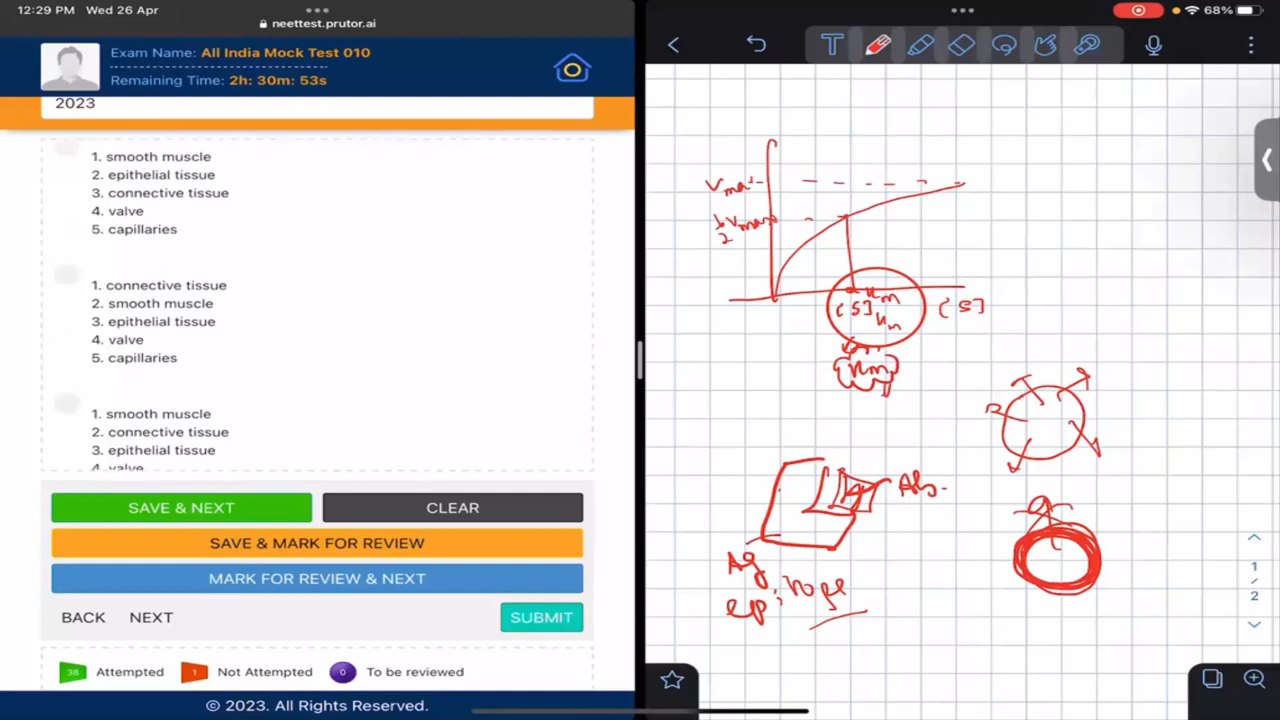 12:29 PM Wed 26 Apr
68%
neettest.prutor.ai
Exam Name: All India Mock Test 010
Remaining Time: 2h: 30m: 53s
2023
1. smooth muscle
2. epithelial tissue
3. connective tissue
4. valve
5. capillaries
1. connective tissue
2. smooth muscle
3. epithelial tissue
4. valve
5. capillaries
1. smooth muscle
2. connective tissue
3. epithelial tissue
4. valve
SAVE & NEXT
CLEAR
SAVE & MARK FOR REVIEW
MARK FOR REVIEW & NEXT
BACK
NEXT
SUBMIT
38 Attempted
1 Not Attempted
0 To be reviewed
© 2023. All Rights Reserved.
T
Vmax
1/2 Vmax
[S]
Km
[S]
Km
Ab.
Ag
1
/
2